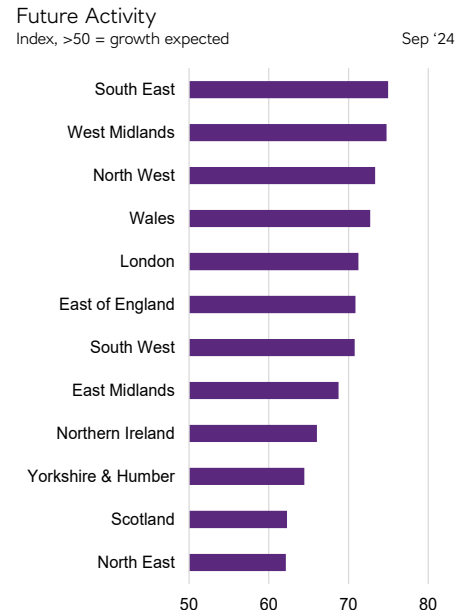 Future Activity
Index, >50 = growth expected Sep ‘24
South East
West Midlands
North West
Wales
London
East of England
South West
East Midlands
Northern Ireland
Yorkshire & Humber
Scotland
North East
50 60 70 80